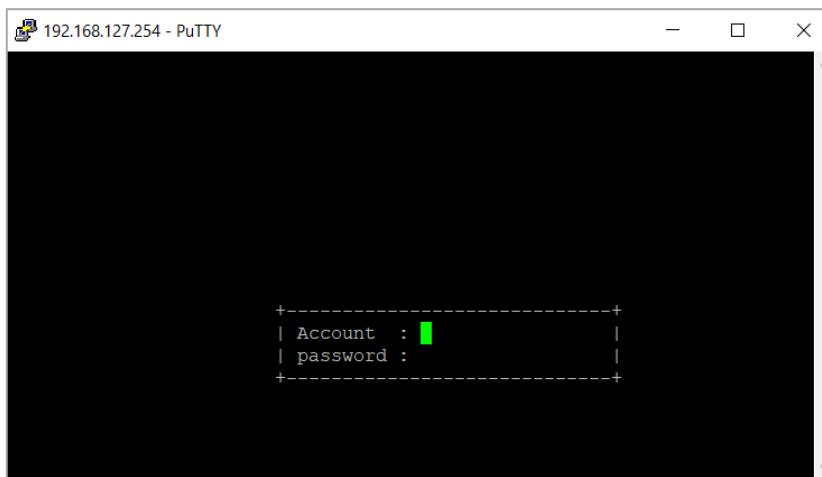 192.168.127.254 - PuTTY
+-----------------------------+
| Account  :                  |
| password :                  |
+-----------------------------+